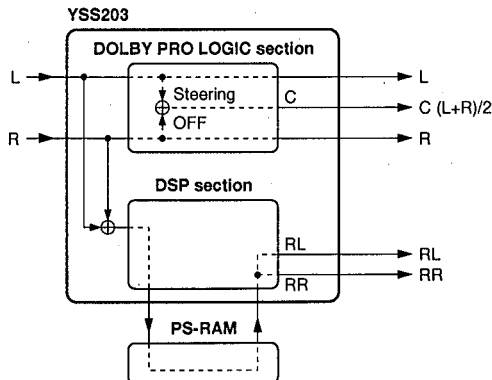 YSS203
DOLBY PRO LOGIC section
L
L
Steering
C
C (L+R)/2
OFF
R
R
DSP section
RL
RL
RR
RR
PS-RAM